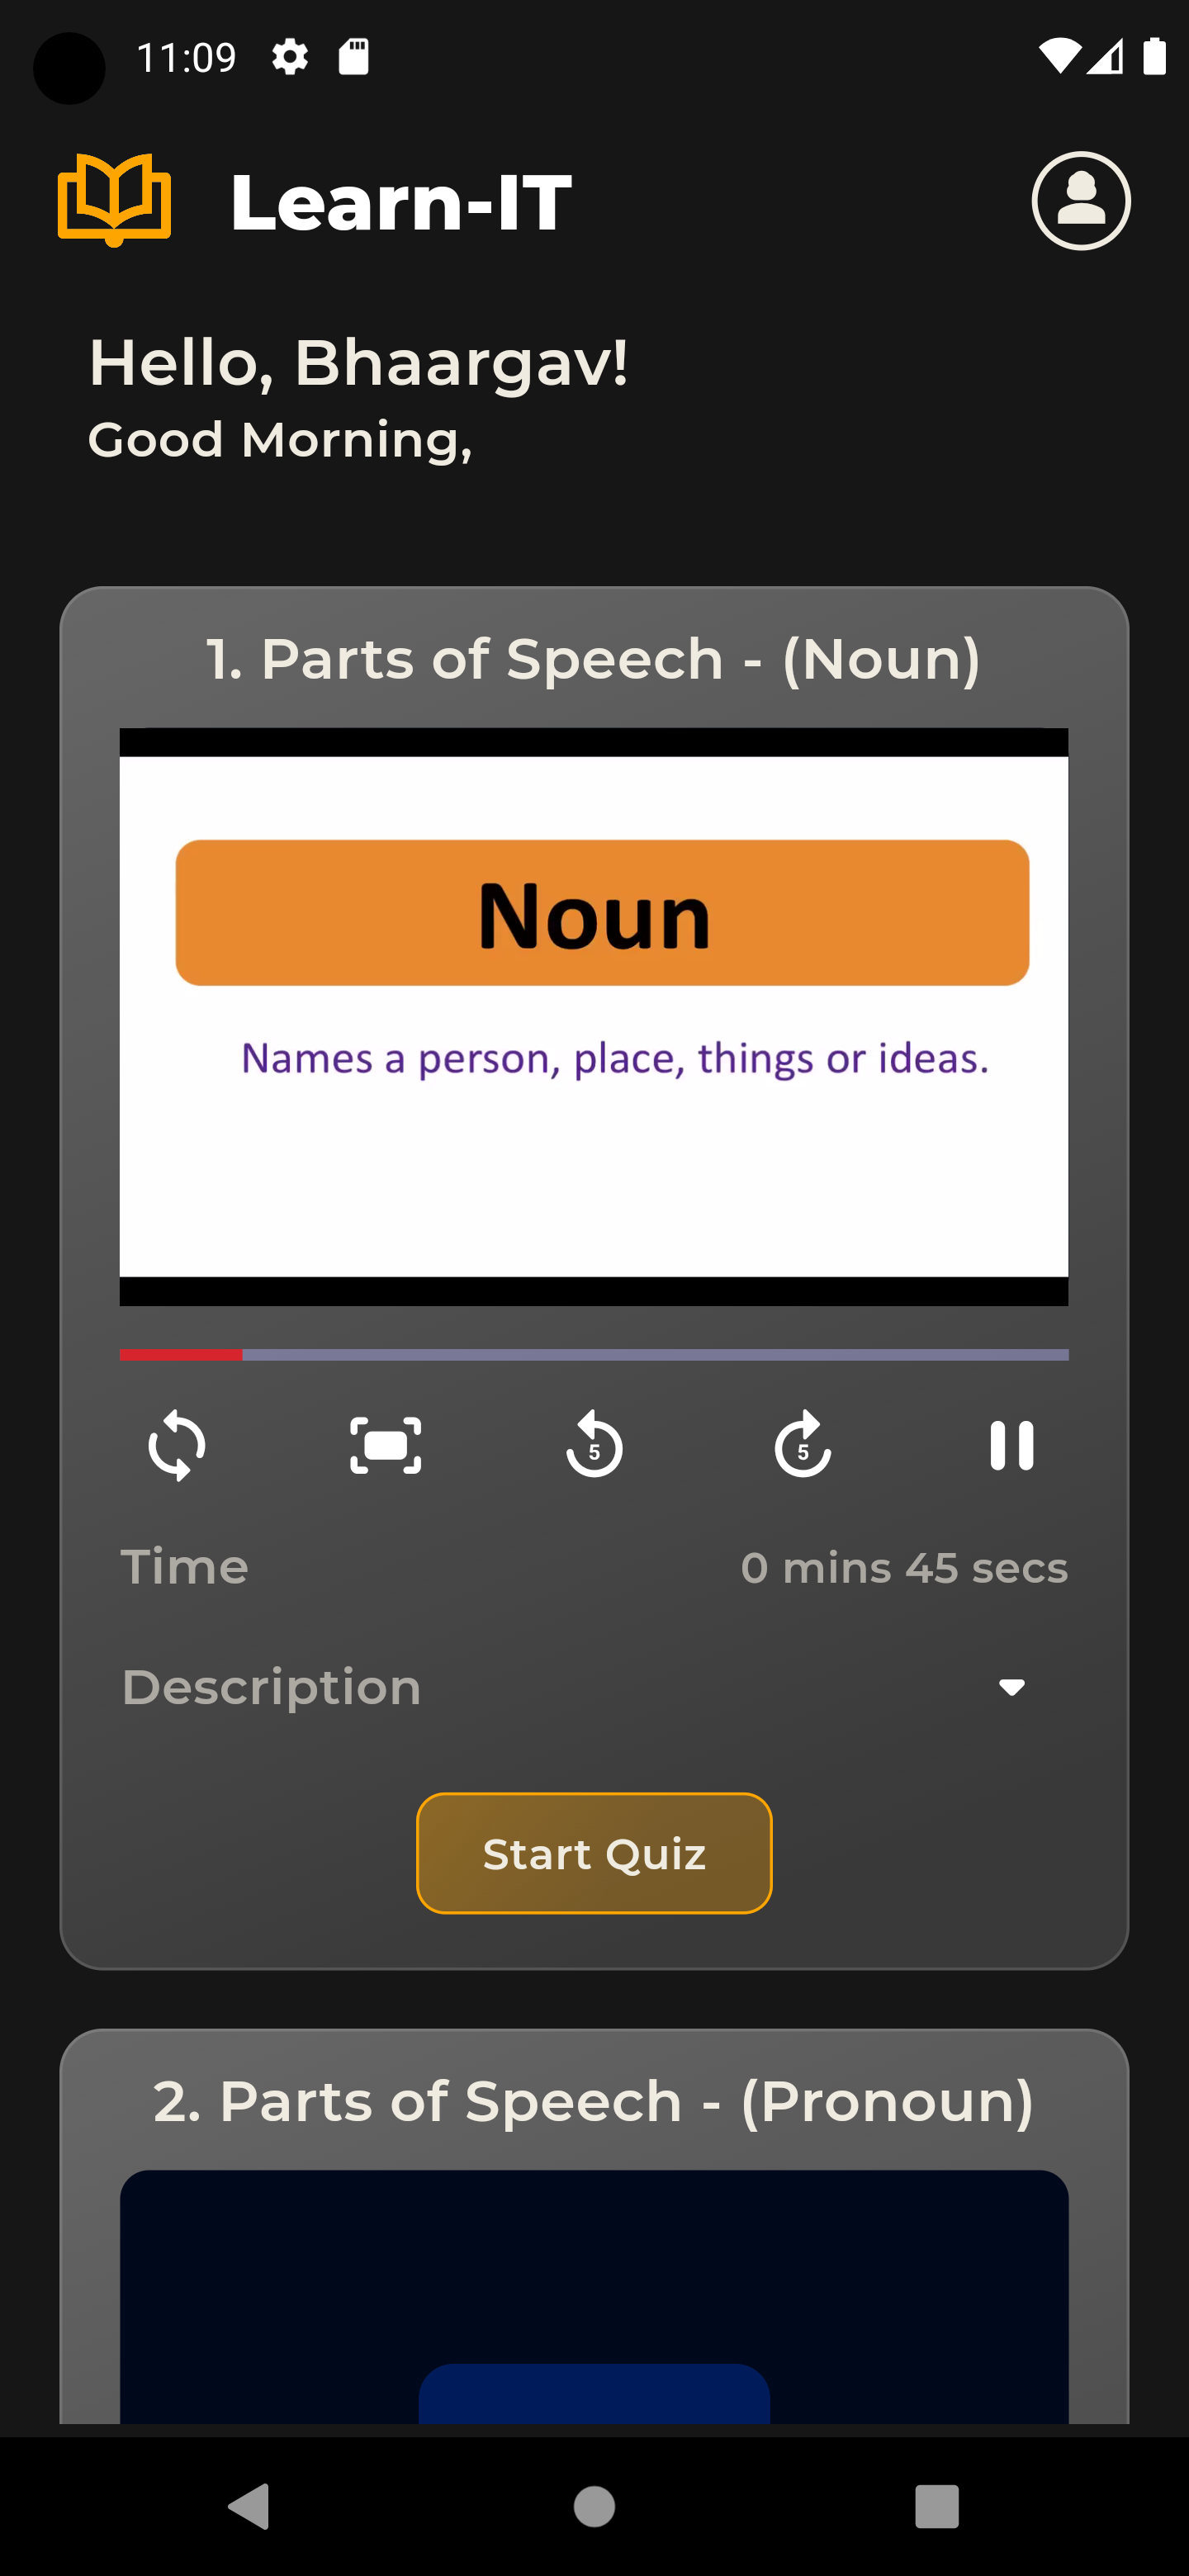 11:09
Learn-IT
Hello, Bhaargav!
Good Morning,
1. Parts of Speech - (Noun)
Noun
Names a person, place, things or ideas.
5 5
Time 0 mins 45 secs
Description
Start Quiz
2. Parts of Speech - (Pronoun)